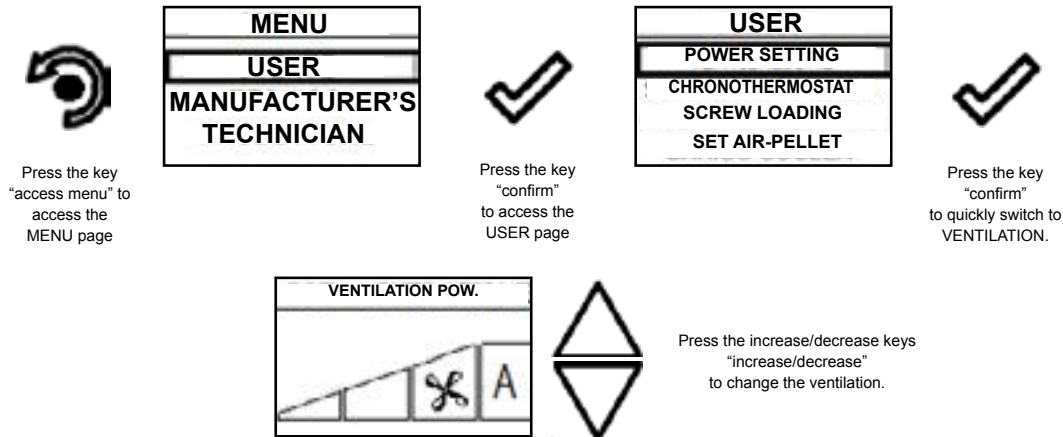 MENU
USER
MANUFACTURER'S
TECHNICIAN
USER
POWER SETTING
CHRONOTHERMOSTAT
SCREW LOADING
SET AIR-PELLET
Press the key
“access menu” to
access the
MENU page
Press the key
“confirm”
to access the
USER page
Press the key
“confirm”
to quickly switch to
VENTILATION.
VENTILATION POW.
A
Press the increase/decrease keys
“increase/decrease”
to change the ventilation.